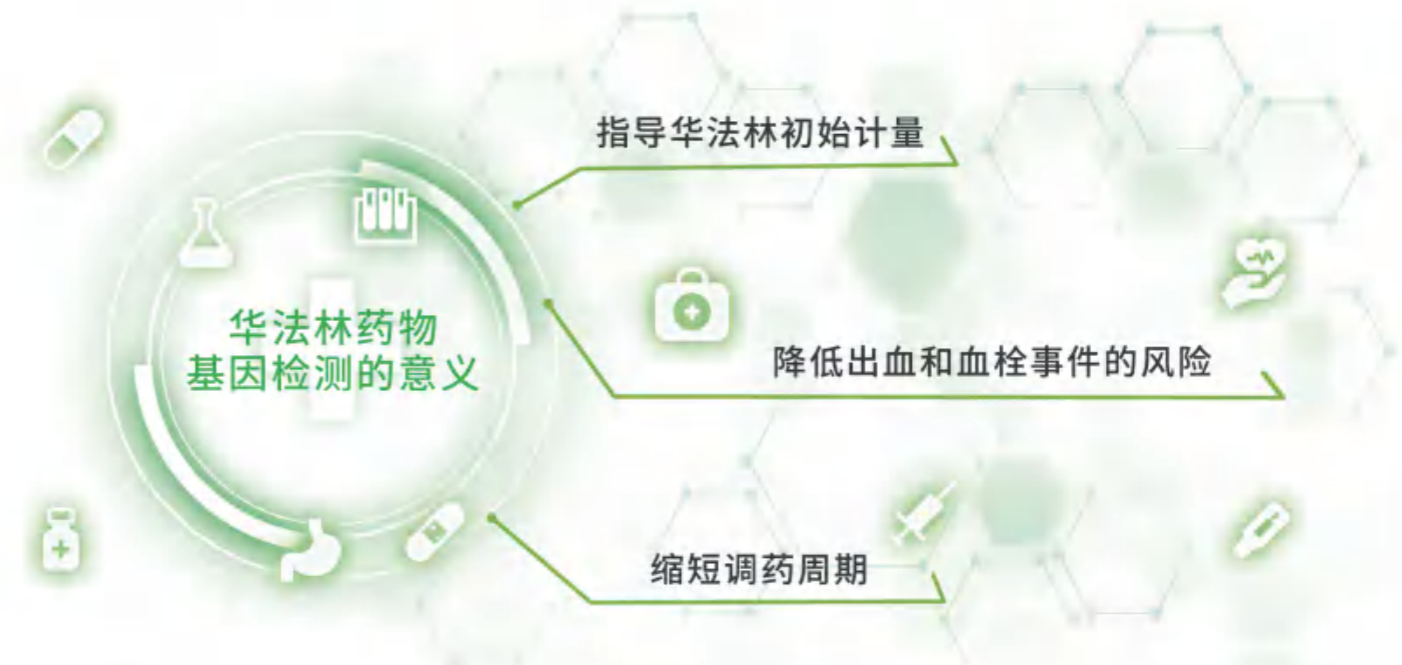 指导华法林初始计量
华法林药物
基因检测的意义
降低出血和血栓事件的风险
缩短调药周期